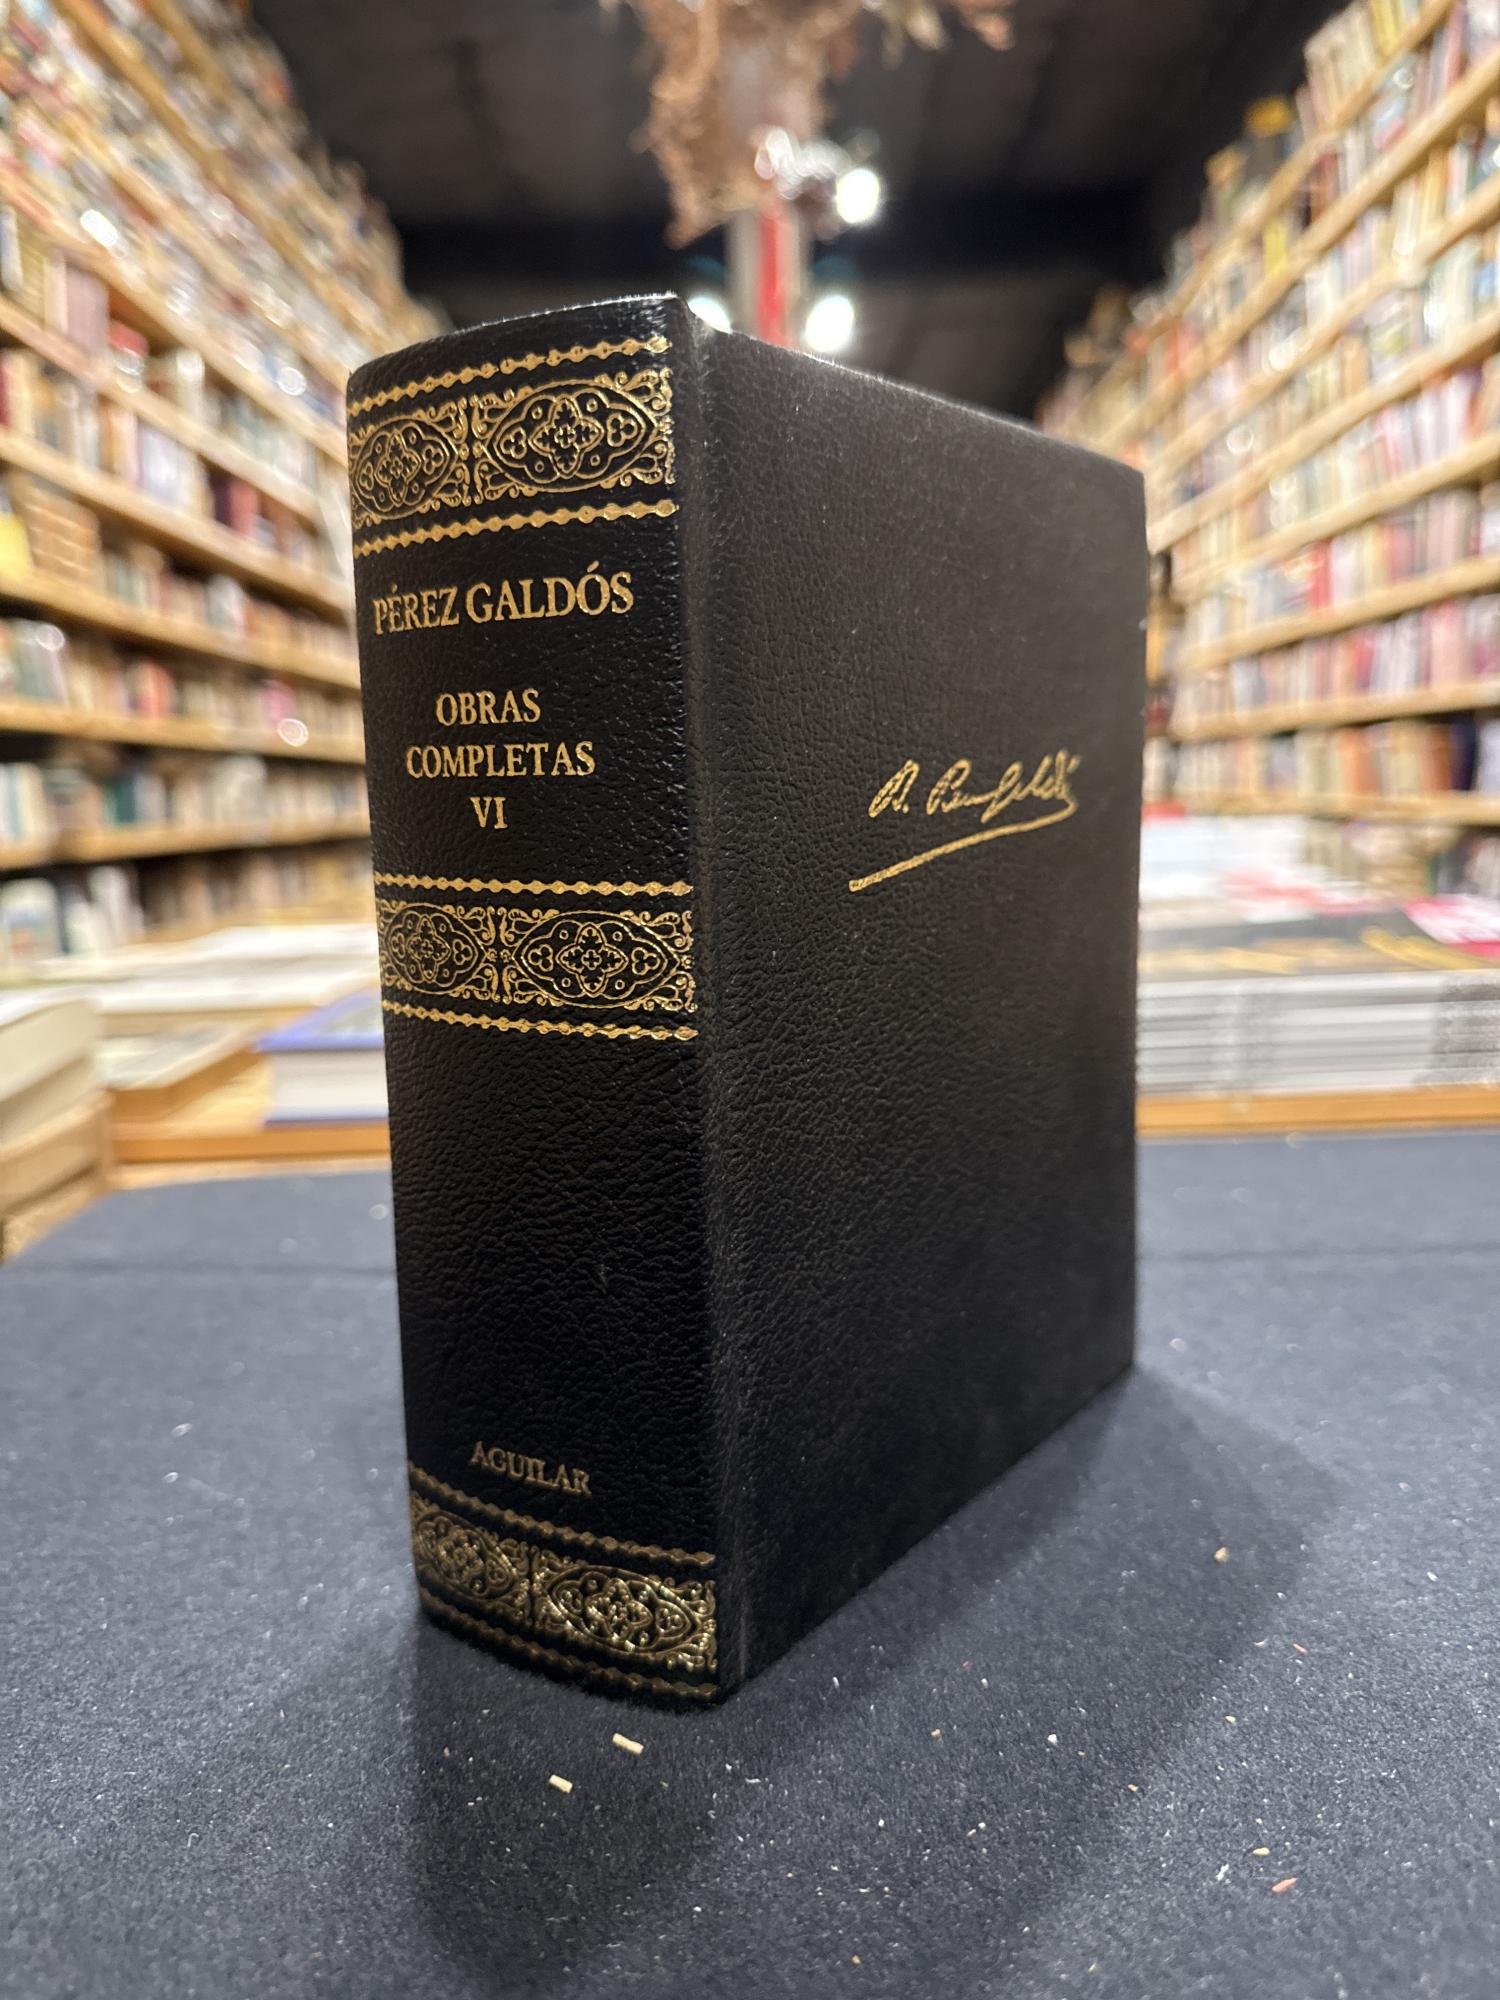 PÉREZ GALDÓS
OBRAS
COMPLETAS
VI
AGUILAR